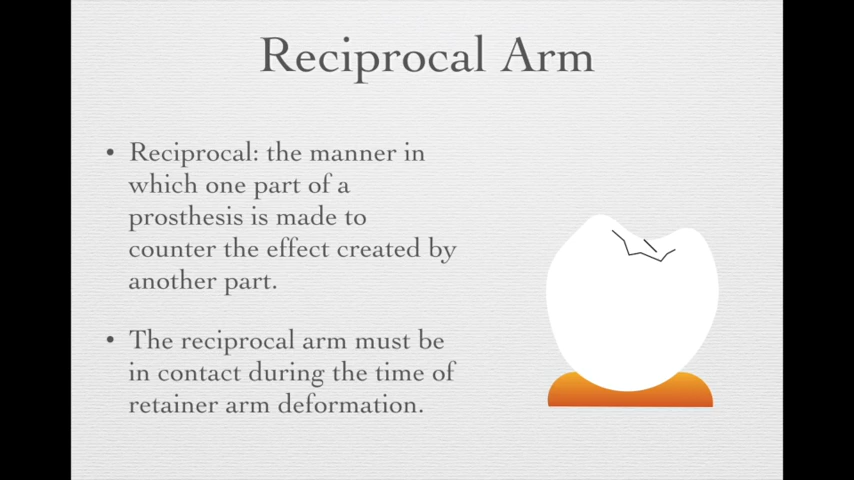 Reciprocal Arm
• Reciprocal: the manner in
which one part of a
prosthesis is made to
counter the effect created by
another part.
• The reciprocal arm must be
in contact during the time of
retainer arm deformation.